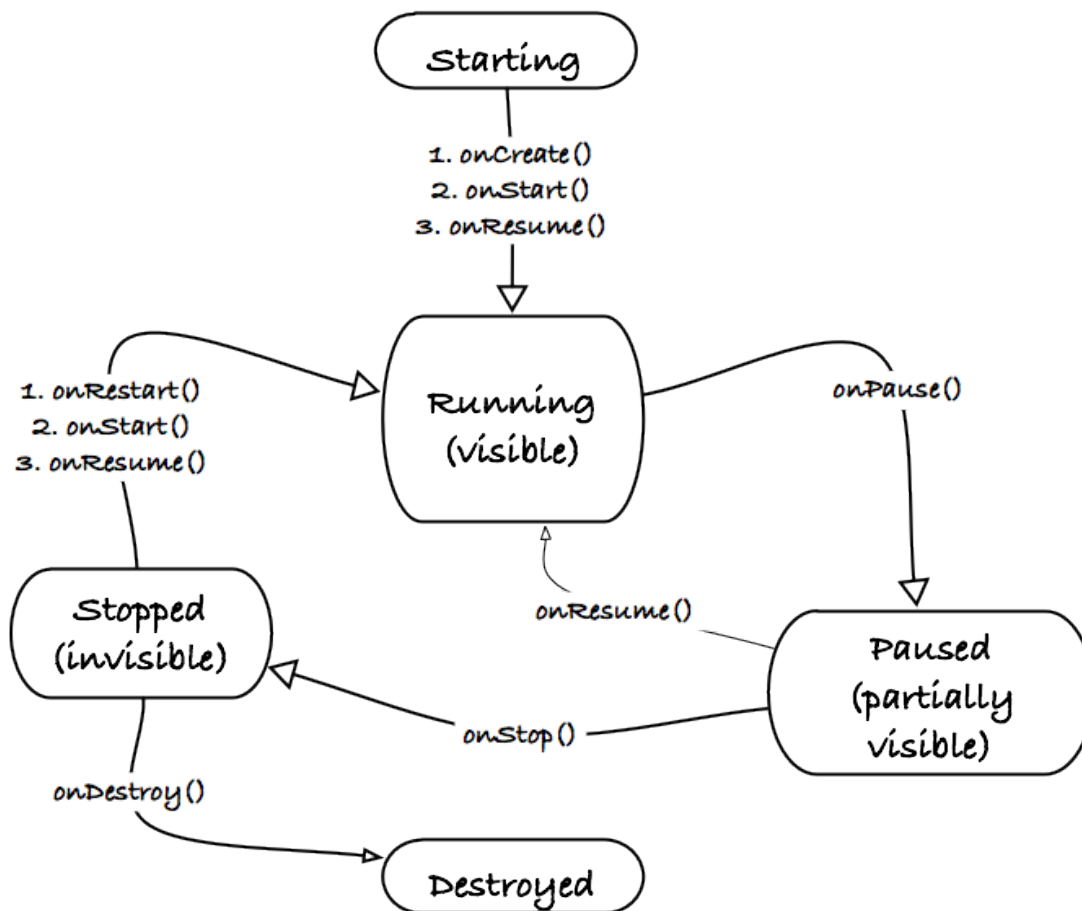 Starting
1. onCreate()
2. onStart()
3. onResume()
1. onRestart()
2. onStart()
3. onResume()
Running
(visible)
onPause()
onResume()
Stopped
(invisible)
Paused
(partially
visible)
onStop()
onDestroy()
Destroyed